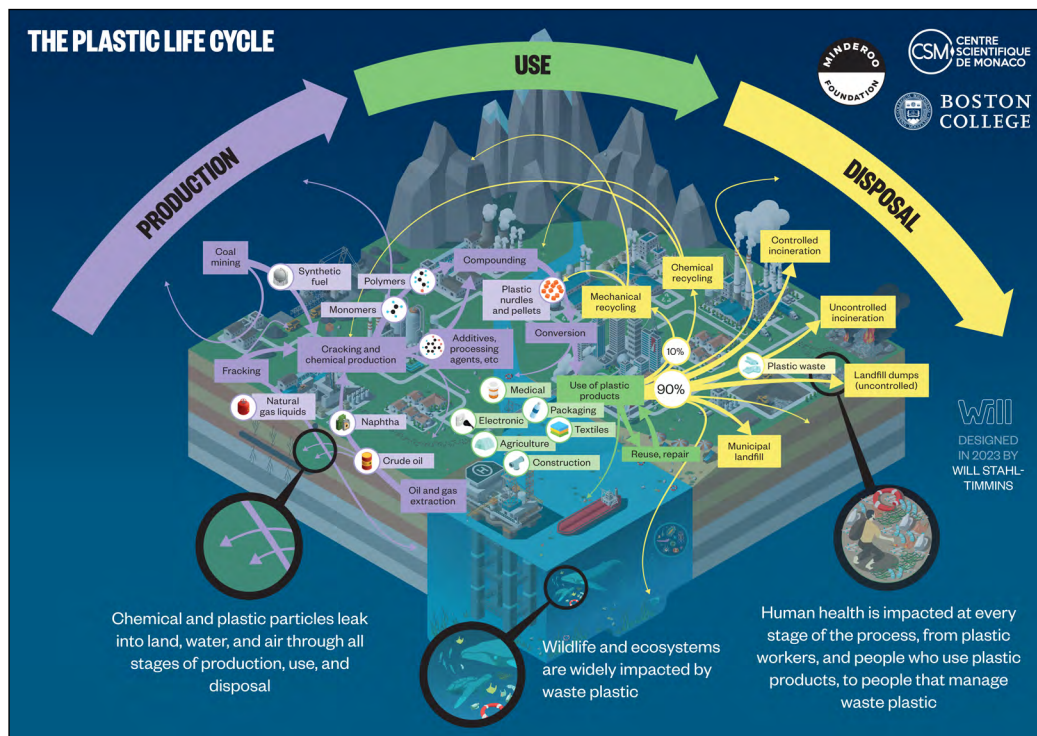 THE PLASTIC LIFE CYCLE
PRODUCTION
USE
DISPOSAL
MINDEROO
FOUNDATION
CSM
CENTRE
SCIENTIFIQUE
DE MONACO
BOSTON
COLLEGE
Coal
mining
Synthetic
fuel
Polymers
Monomers
Compounding
Cracking and
chemical production
Additives,
processing
agents, etc
Fracking
Natural
gas liquids
Naphtha
Crude oil
Oil and gas
extraction
Plastic
nurdles
and pellets
Conversion
Mechanical
recycling
Chemical
recycling
Controlled
incineration
Uncontrolled
incineration
10%
90%
Plastic waste
Landfill dumps
(uncontrolled)
Use of plastic
products
Medical
Packaging
Electronic
Textiles
Agriculture
Construction
Reuse, repair
Municipal
landfill
Will
DESIGNED
IN 2023 BY
WILL STAHL-
TIMMINS
Chemical and plastic particles leak
into land, water, and air through all
stages of production, use, and
disposal
Wildlife and ecosystems
are widely impacted by
waste plastic
Human health is impacted at every
stage of the process, from plastic
workers, and people who use plastic
products, to people that manage
waste plastic